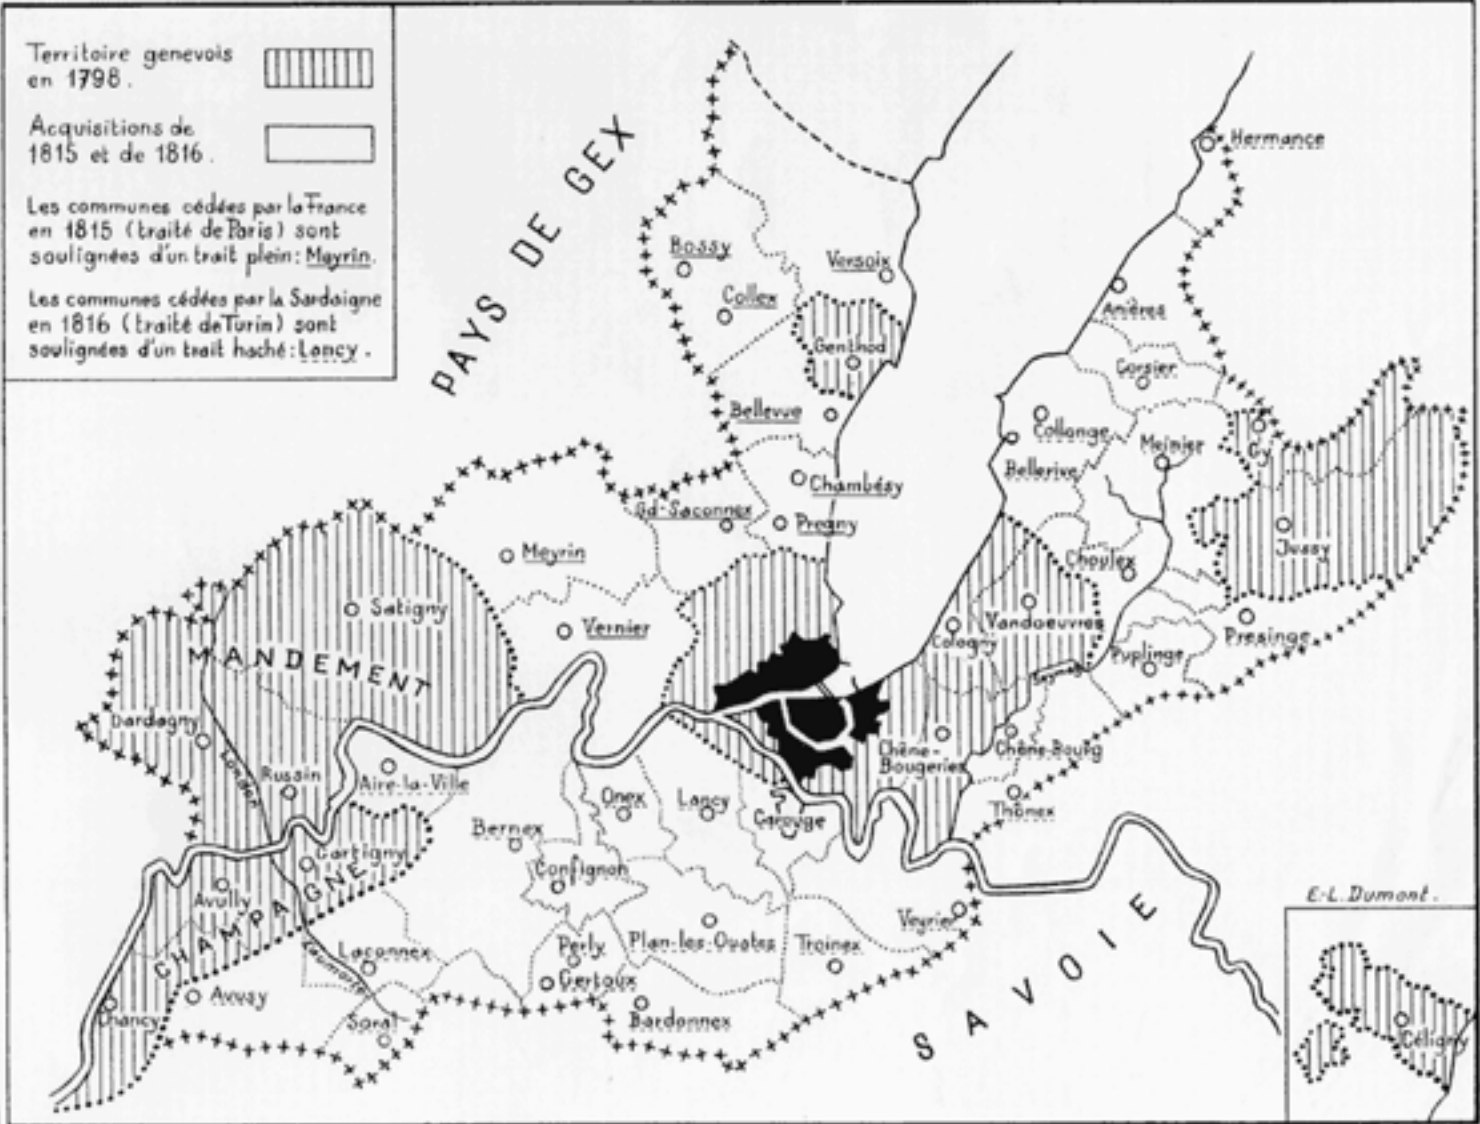 Territoire genevois
en 1798.
Acquisitions de
1815 et de 1816.
Les communes cédées par la France
en 1815 (traité de Paris) sont
soulignées d'un trait plein: Meyrin.
Les communes cédées par la Sardaigne
en 1816 (traité de Turin) sont
soulignées d'un trait haché: Lancy.
PAYS DE GEX
Hermance
Bossy
Versoix
Collex
Anières
Genthod
Corsier
Bellevue
Collonge
Meinier
Gy
Bellerive
Chambésy
Gd-Saconnex
Pregny
Jussy
Meyrin
Choulex
Satigny
Vandoeuvres
Vernier
Cologny
Presinge
MANDEMENT
Puplinge
Dardagny
London
Chêne-
Bougeries
Chêne-Bourg
Russin
Aire-la-Ville
Onex
Lancy
Carouge
Thônex
Bernex
Cartigny
Confignon
Avully
CHAMPAGNE
Veyrier
E.-L. Dumont.
Laconnex
Perly
Plan-les-Ouates
Troinex
SAVOIE
Certoux
Avusy
Chancy
Soral
Bardonnex
Céligny